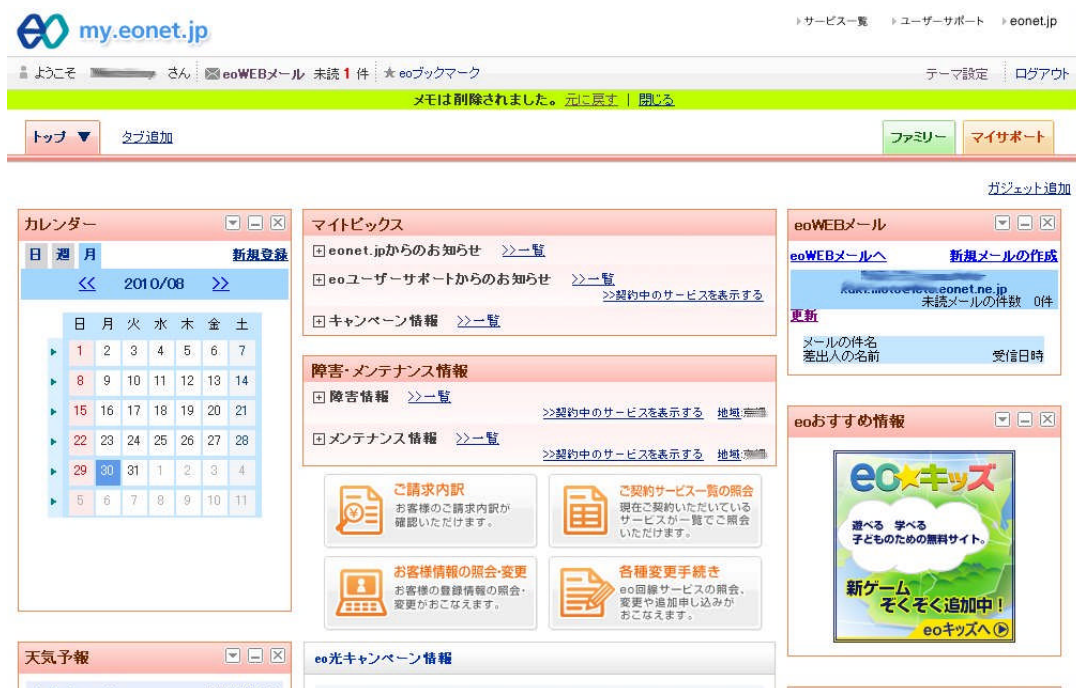 my.eonet.jp
サービス一覧 ユーザーサポート eonet.jp
ようこそ さん eoWEBメール 未読1件 eoブックマーク
テーマ設定 ログアウト
メモは削除されました。元に戻す | 閉じる
トップ ▼ タブ追加
ファミリー マイサポート
ガジェット追加
カレンダー
日 週 月 新規登録
<< 2010/08 >>
日 月 火 水 木 金 土
1 2 3 4 5 6 7
8 9 10 11 12 13 14
15 16 17 18 19 20 21
22 23 24 25 26 27 28
29 30 31 1 2 3 4
5 6 7 8 9 10 11
天気予報
マイトピックス
eonet.jpからのお知らせ >>一覧
eoユーザーサポートからのお知らせ >>一覧
>>契約中のサービスを表示する
キャンペーン情報 >>一覧
障害・メンテナンス情報
障害情報 >>一覧
>>契約中のサービスを表示する 地域:
メンテナンス情報 >>一覧
>>契約中のサービスを表示する 地域:
ご請求内訳
お客様のご請求内訳が
確認いただけます。
ご契約サービス一覧の照会
現在ご契約いただいている
サービスが一覧でご照会
いただけます。
お客様情報の照会・変更
お客様の登録情報の照会・
変更がおこなえます。
各種変更手続き
eo回線サービスの照会、
変更や追加申し込みが
おこなえます。
eo光キャンペーン情報
eoWEBメール
eoWEBメールへ 新規メールの作成
eonet.ne.jp
未読メールの件数 0件
更新
メールの件名
差出人の名前 受信日時
eoおすすめ情報
eo★キッズ
遊べる 学べる
子どものための無料サイト。
新ゲーム
ぞくぞく追加中！
eoキッズへ